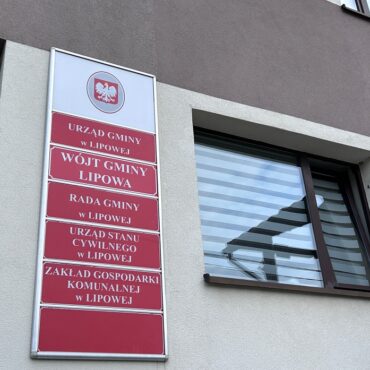 URZĄD GMINY
w LIPOWEJ
WÓJT GMINY
LIPOWA
RADA GMINY
w LIPOWEJ
URZĄD STANU
CYWILNEGO
w LIPOWEJ
ZAKŁAD GOSPODARKI
KOMUNALNEJ
w LIPOWEJ